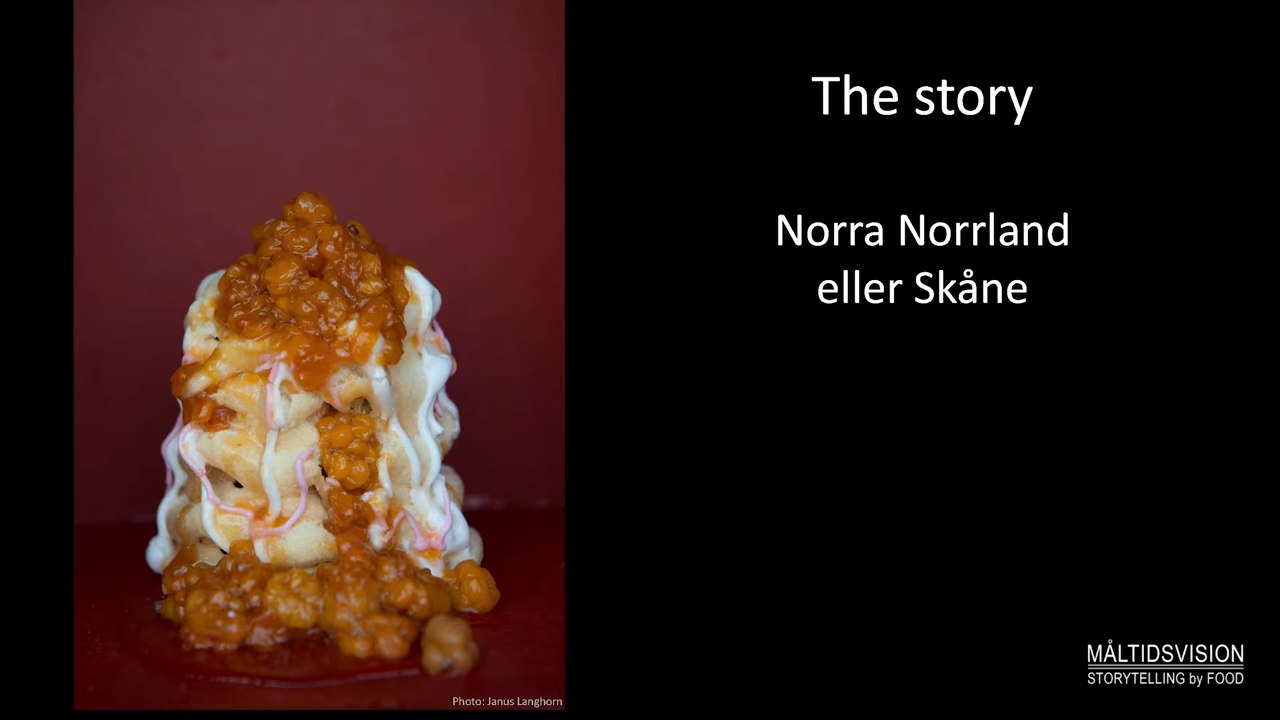 The story
Norra Norrland
eller Skåne
MÅLTIDSVISION
STORYTELLING by FOOD
Photo: Janus Langhorn